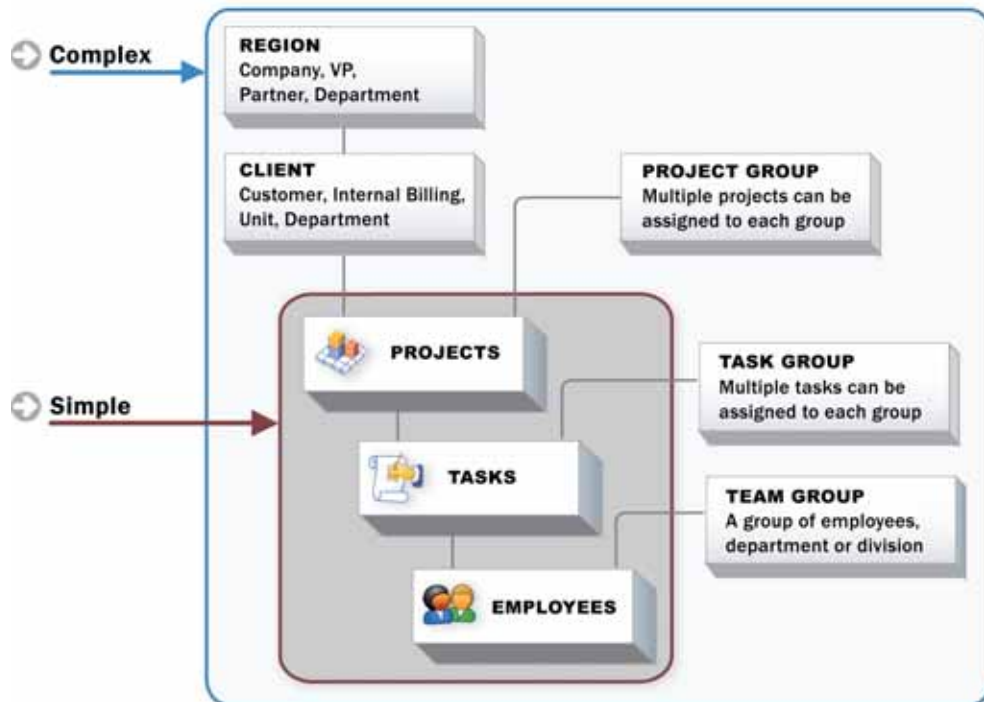 Complex
REGION
Company, VP,
Partner, Department
CLIENT
Customer, Internal Billing,
Unit, Department
PROJECT GROUP
Multiple projects can be
assigned to each group
Simple
PROJECTS
TASK GROUP
Multiple tasks can be
assigned to each group
TASKS
TEAM GROUP
A group of employees,
department or division
EMPLOYEES